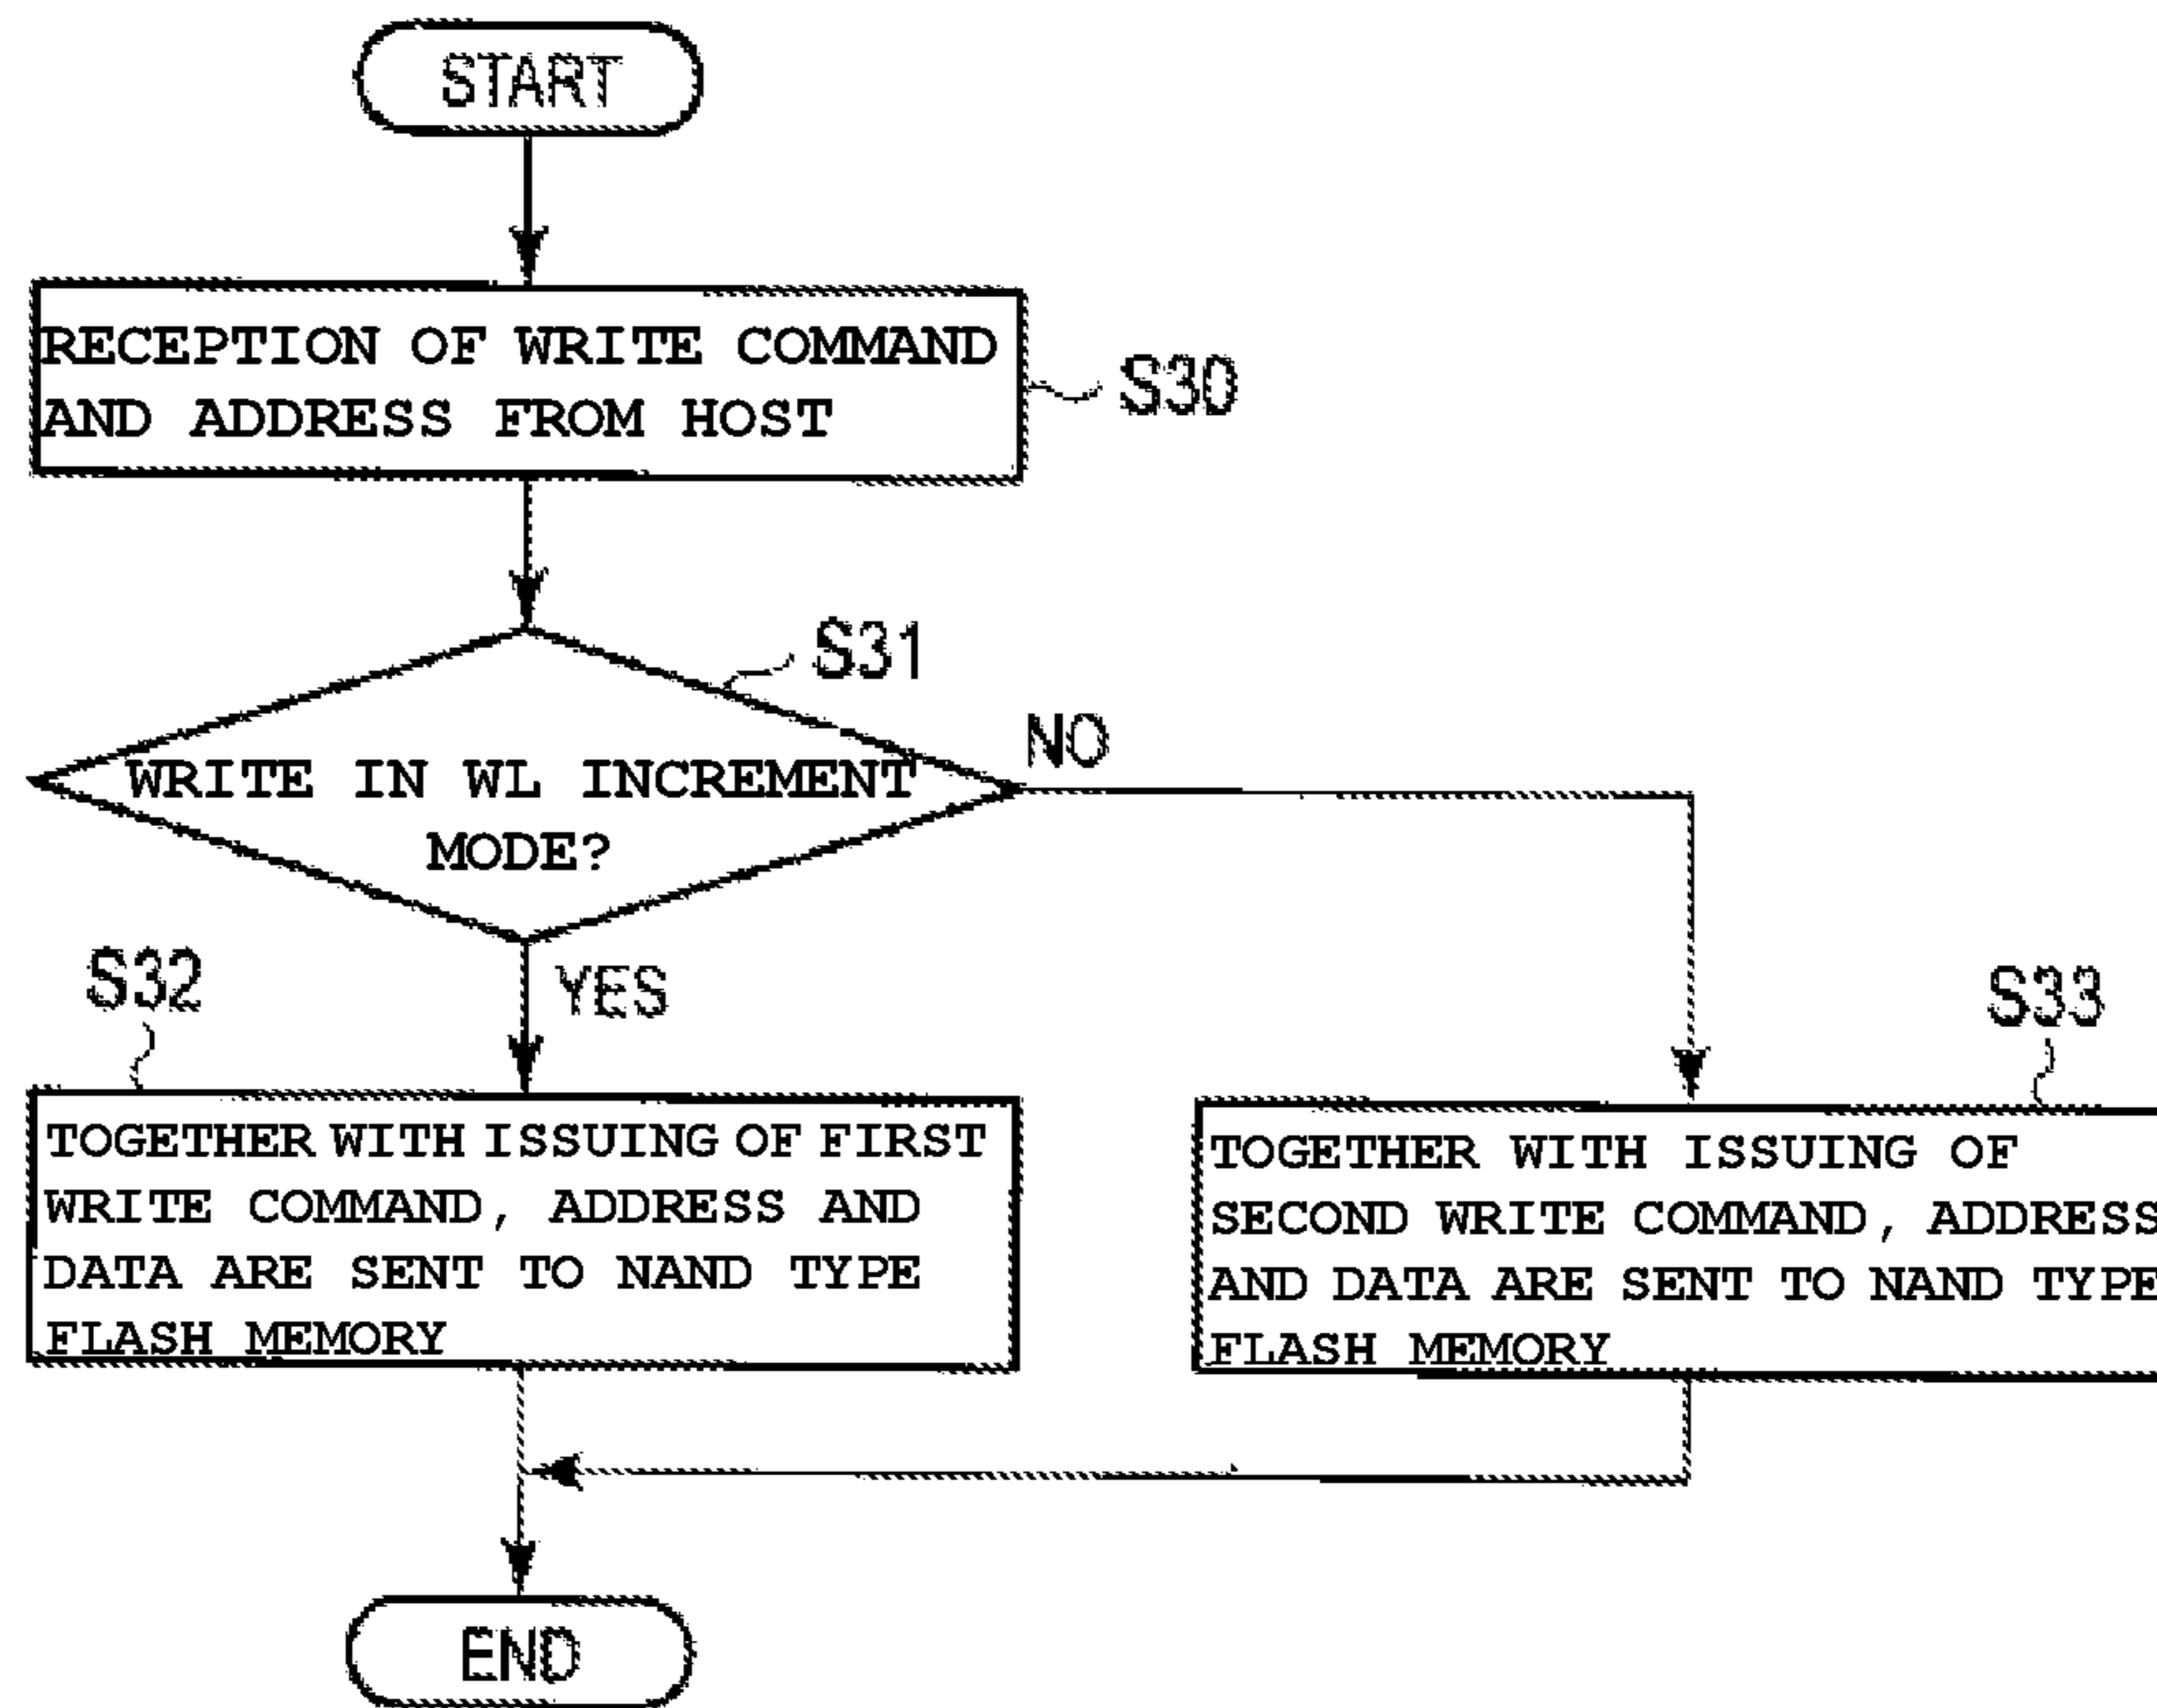 START
RECEPTION OF WRITE COMMAND
AND ADDRESS FROM HOST
S30
S31
WRITE IN WL INCREMENT
MODE?
NO
YES
S32
TOGETHER WITH ISSUING OF FIRST
WRITE COMMAND, ADDRESS AND
DATA ARE SENT TO NAND TYPE
FLASH MEMORY
S33
TOGETHER WITH ISSUING OF
SECOND WRITE COMMAND, ADDRESS
AND DATA ARE SENT TO NAND TYPE
FLASH MEMORY
END